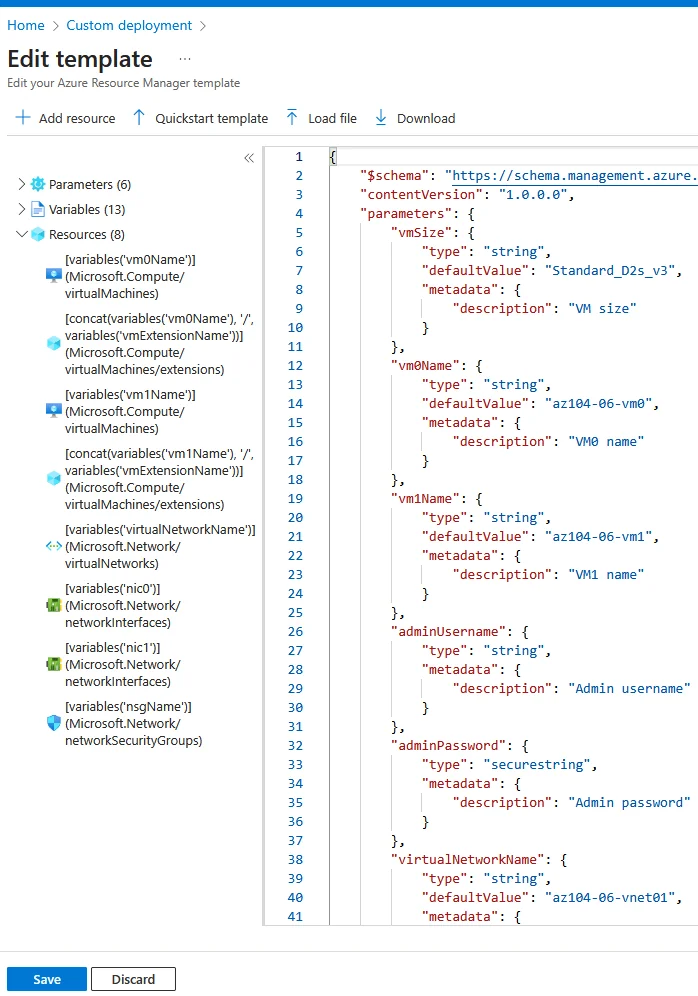 Home > Custom deployment >
Edit template ...
Edit your Azure Resource Manager template
Add resource
Quickstart template
Load file
Download
Parameters (6)
Variables (13)
Resources (8)
[variables('vm0Name')]
(Microsoft.Compute/
virtualMachines)
[concat(variables('vm0Name'), '/',
variables('vmExtensionName'))]
(Microsoft.Compute/
virtualMachines/extensions)
[variables('vm1Name')]
(Microsoft.Compute/
virtualMachines)
[concat(variables('vm1Name'), '/',
variables('vmExtensionName'))]
(Microsoft.Compute/
virtualMachines/extensions)
[variables('virtualNetworkName')]
(Microsoft.Network/
virtualNetworks)
[variables('nic0')]
(Microsoft.Network/
networkInterfaces)
[variables('nic1')]
(Microsoft.Network/
networkInterfaces)
[variables('nsgName')]
(Microsoft.Network/
networkSecurityGroups)
1 {
2 "$schema": "https://schema.management.azure.
3 "contentVersion": "1.0.0.0",
4 "parameters": {
5 "vmSize": {
6 "type": "string",
7 "defaultValue": "Standard_D2s_v3",
8 "metadata": {
9 "description": "VM size"
10 }
11 },
12 "vm0Name": {
13 "type": "string",
14 "defaultValue": "az104-06-vm0",
15 "metadata": {
16 "description": "VM0 name"
17 }
18 },
19 "vm1Name": {
20 "type": "string",
21 "defaultValue": "az104-06-vm1",
22 "metadata": {
23 "description": "VM1 name"
24 }
25 },
26 "adminUsername": {
27 "type": "string",
28 "metadata": {
29 "description": "Admin username"
30 }
31 },
32 "adminPassword": {
33 "type": "securestring",
34 "metadata": {
35 "description": "Admin password"
36 }
37 },
38 "virtualNetworkName": {
39 "type": "string",
40 "defaultValue": "az104-06-vnet01",
41 "metadata": {
Save
Discard